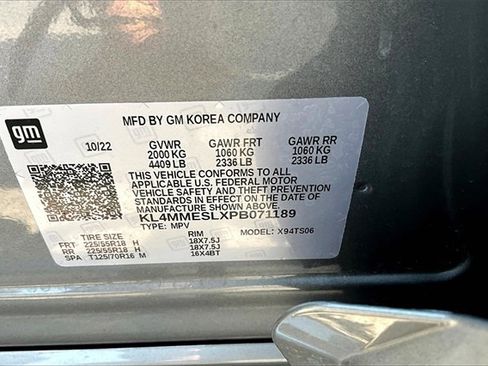 gm
MFD BY GM KOREA COMPANY
10/22 GVWR GAWR FRT GAWR RR
2000 KG 1060 KG 1060 KG
4409 LB 2336 LB 2336 LB
THIS VEHICLE CONFORMS TO ALL
APPLICABLE U.S. FEDERAL MOTOR
VEHICLE SAFETY AND THEFT PREVENTION
STANDARDS IN EFFECT ON THE DATE OF
MANUFACTURE SHOWN ABOVE.
KL4MMESLXPB071189
TYPE: MPV MODEL: X94TS06
TIRE SIZE RIM
FRT 225/55R18 H 18X7.5J
RR 225/55R18 H 18X7.5J
SPA T125/70R16 M 16X4BT